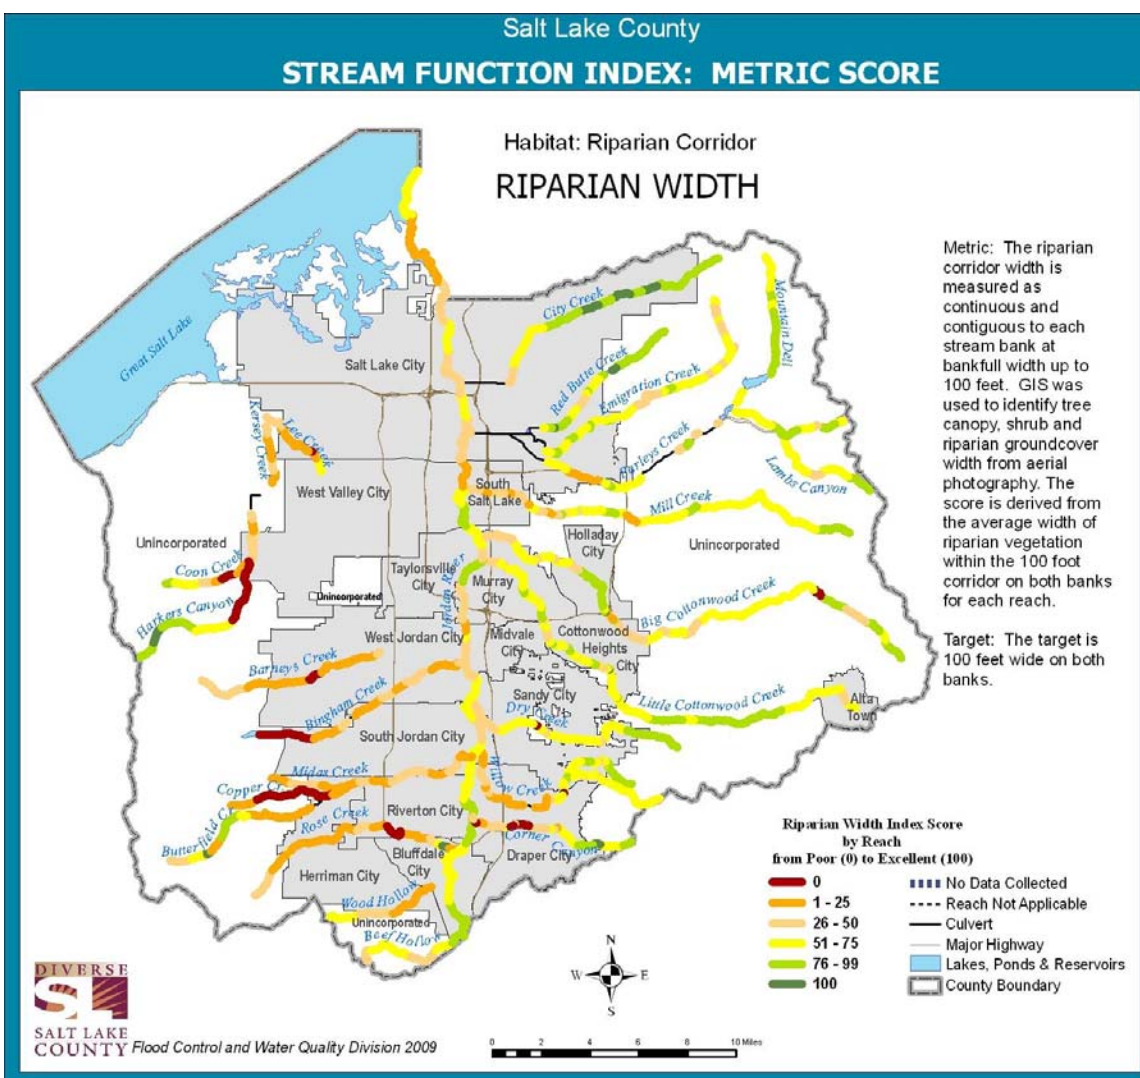 Salt Lake County
STREAM FUNCTION INDEX: METRIC SCORE
Habitat: Riparian Corridor
RIPARIAN WIDTH
Metric: The riparian
corridor width is
measured as
continuous and
contiguous to each
stream bank at
bankfull width up to
100 feet. GIS was
used to identify tree
canopy, shrub and
riparian groundcover
width from aerial
photography. The
score is derived from
the average width of
riparian vegetation
within the 100 foot
corridor on both banks
for each reach.
Target: The target is
100 feet wide on both
banks.
Great Salt Lake
City Creek
Mountain Dell
Salt Lake City
Red Butte Creek
Emigration Creek
Kersey Creek
Lee Creek
Parleys Creek
Lambs Canyon
West Valley City
South
Salt Lake
Mill Creek
Holladay
City
Unincorporated
Unincorporated
Coon Creek
Taylorsville
City
Jordan River
Murray
City
Unincorporated
Harkers Canyon
Big Cottonwood Creek
West Jordan City
Midvale
City
Cottonwood
Heights
City
Barneys Creek
Sandy City
Little Cottonwood Creek
Alta
Town
Bingham Creek
Dry Creek
South Jordan City
Midas Creek
Willow Creek
Copper Cr
Riverton City
Rose Creek
Butterfield Cr
Corner Canyon
Bluffdale
City
Draper City
Herriman City
Wood Hollow
Unincorporated
Beef Hollow
Riparian Width Index Score
by Reach
from Poor (0) to Excellent (100)
0
1 - 25
26 - 50
51 - 75
76 - 99
100
No Data Collected
Reach Not Applicable
Culvert
Major Highway
Lakes, Ponds & Reservoirs
County Boundary
N
W
E
S
DIVERSE
SL
SALT LAKE
COUNTY
Flood Control and Water Quality Division 2009
0 2 4 6 8 10 Miles